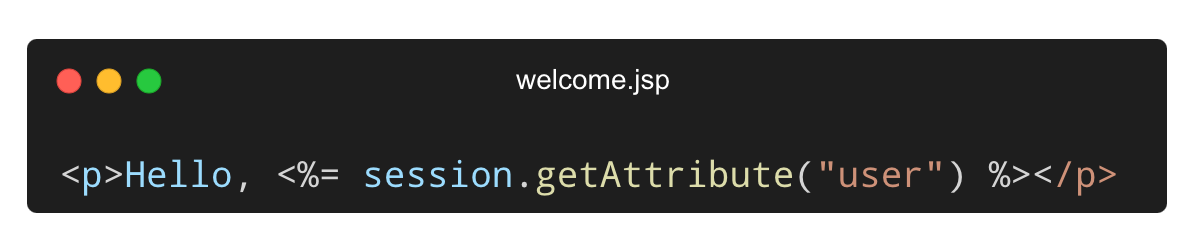 welcome.jsp
<p>Hello, <%= session.getAttribute("user") %></p>